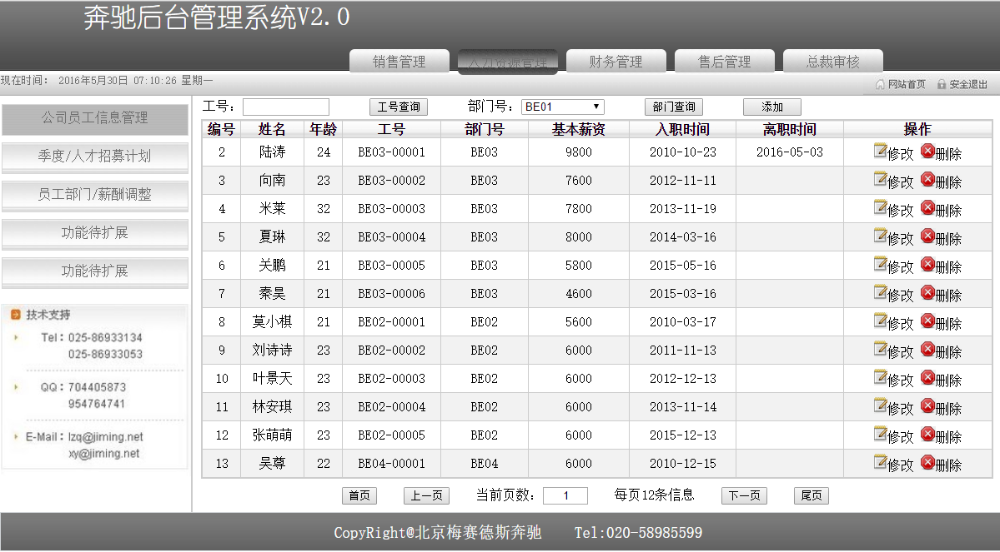 奔驰后台管理系统V2.0
销售管理 人力资源管理 财务管理 售后管理 总裁审核
现在时间： 2016年5月30日 07:10:26 星期一
网站首页 安全退出
公司员工信息管理
季度/人才招募计划
员工部门/薪酬调整
功能待扩展
功能待扩展
技术支持
Tel：025-86933134
025-86933053
QQ：704405873
954764741
E-Mail：lzq@jiming.net
xy@jiming.net
工号： 工号查询 部门号： BE01 部门查询 添加
编号 姓名 年龄 工号 部门号 基本薪资 入职时间 离职时间 操作
2 陆涛 24 BE03-00001 BE03 9800 2010-10-23 2016-05-03 修改 删除
3 向南 23 BE03-00002 BE03 7600 2012-11-11 修改 删除
4 米莱 32 BE03-00003 BE03 7800 2013-11-19 修改 删除
5 夏琳 32 BE03-00004 BE03 8000 2014-03-16 修改 删除
6 关鹏 21 BE03-00005 BE03 5800 2015-05-16 修改 删除
7 秦昊 21 BE03-00006 BE03 4600 2015-03-16 修改 删除
8 莫小棋 21 BE02-00001 BE02 5600 2010-03-17 修改 删除
9 刘诗诗 23 BE02-00002 BE02 6000 2011-11-13 修改 删除
10 叶景天 23 BE02-00003 BE02 6000 2012-12-13 修改 删除
11 林安琪 23 BE02-00004 BE02 6000 2013-11-14 修改 删除
12 张萌萌 23 BE02-00005 BE02 6000 2015-12-13 修改 删除
13 吴尊 22 BE04-00001 BE04 6000 2010-12-15 修改 删除
首页 上一页 当前页数： 1 每页12条信息 下一页 尾页
CopyRight@北京梅赛德斯奔驰 Tel:020-58985599